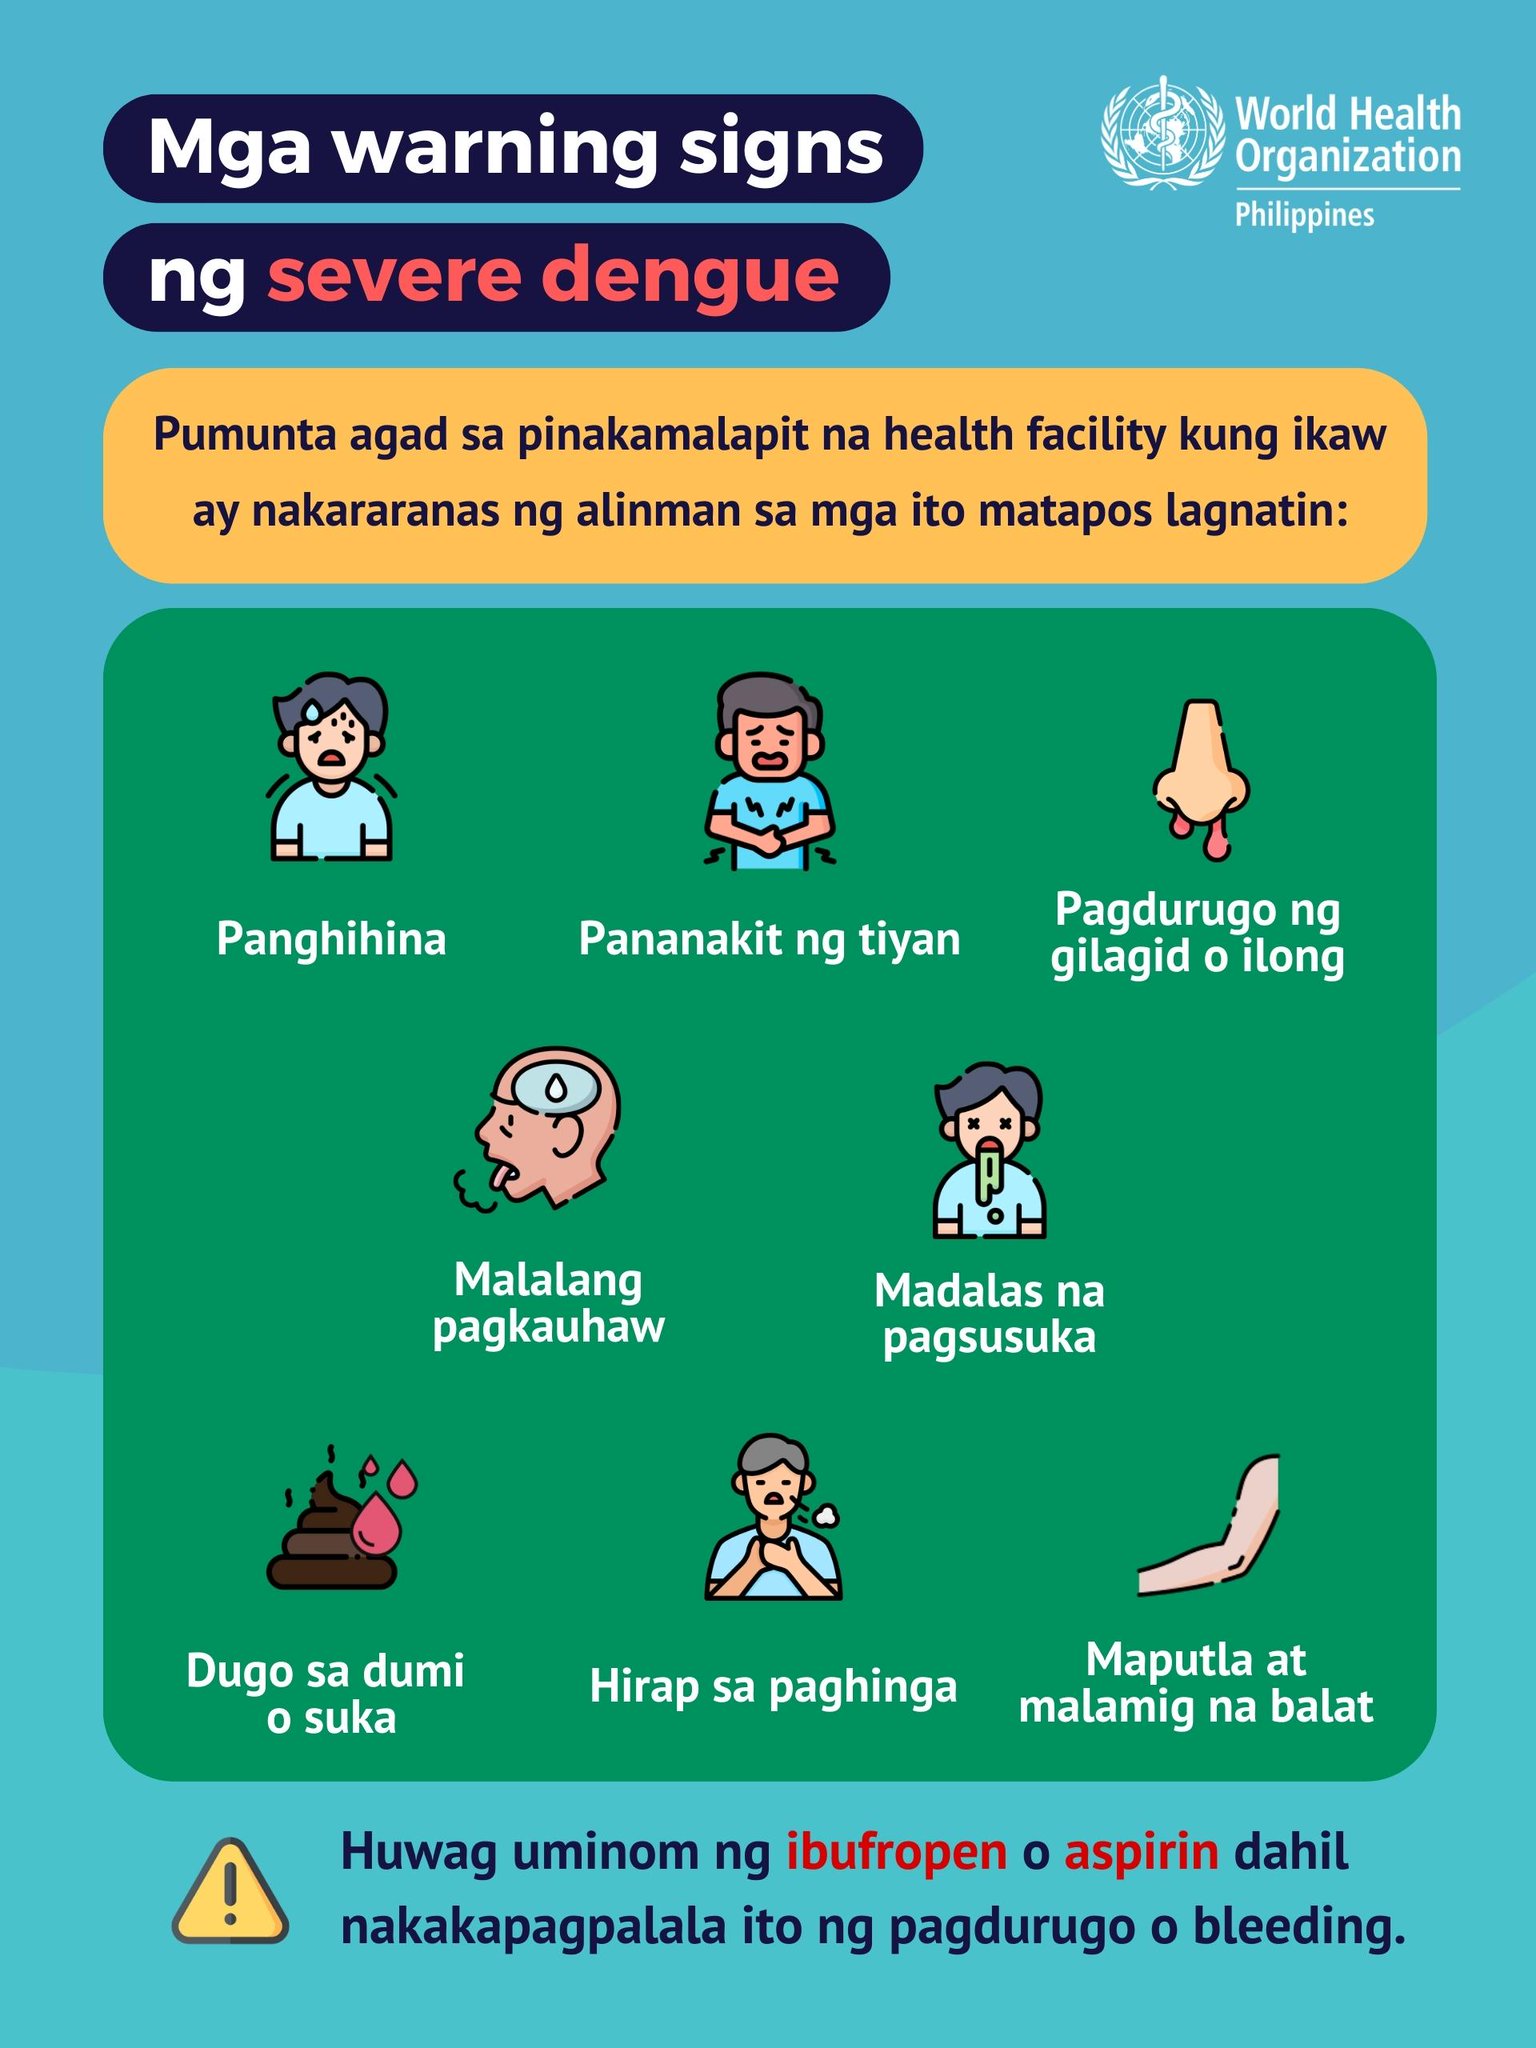 Mga warning signs
ng severe dengue
World Health
Organization
Philippines
Pumunta agad sa pinakamalapit na health facility kung ikaw
ay nakararanas ng alinman sa mga ito matapos lagnatin:
Panghihina
Pananakit ng tiyan
Pagdurugo ng
gilagid o ilong
Malalang
pagkauhaw
Madalas na
pagsusuka
Dugo sa dumi
o suka
Hirap sa paghinga
Maputla at
malamig na balat
Huwag uminom ng ibufropen o aspirin dahil
nakakapagpalala ito ng pagdurugo o bleeding.